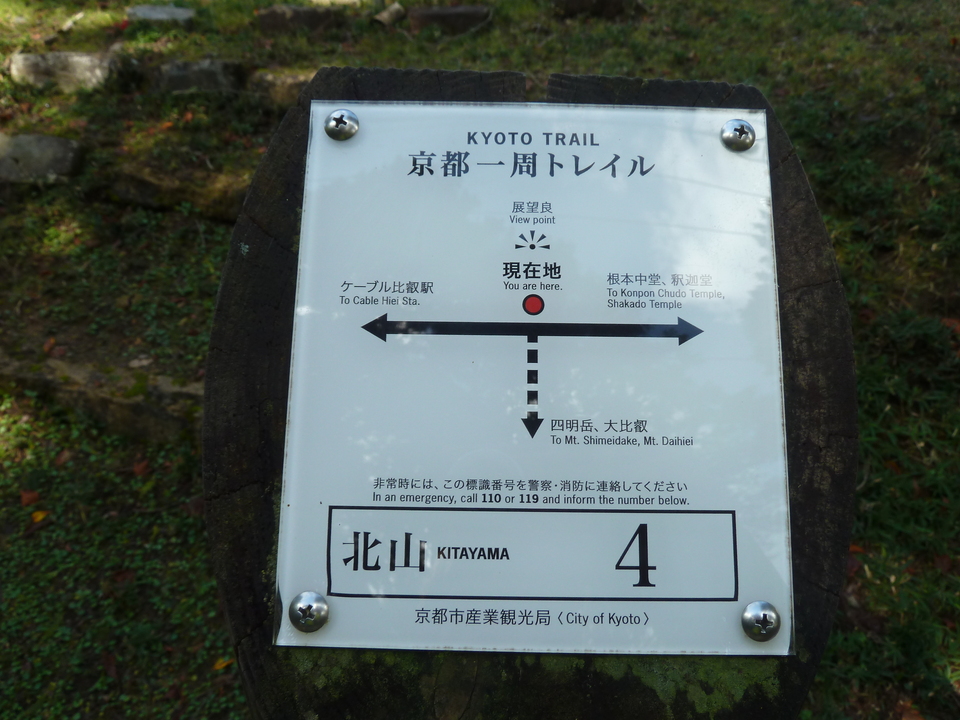 KYOTO TRAIL
京都一周トレイル
展望良
View point
現在地
You are here.
ケーブル比叡駅
To Cable Hiei Sta.
根本中堂、釈迦堂
To Konpon Chudo Temple,
Shakado Temple
四明岳、大比叡
To Mt. Shimeidake, Mt. Daihiei
非常時には、この標識番号を警察・消防に連絡してください
In an emergency, call 110 or 119 and inform the number below.
北山 KITAYAMA 4
京都市産業観光局〈City of Kyoto〉